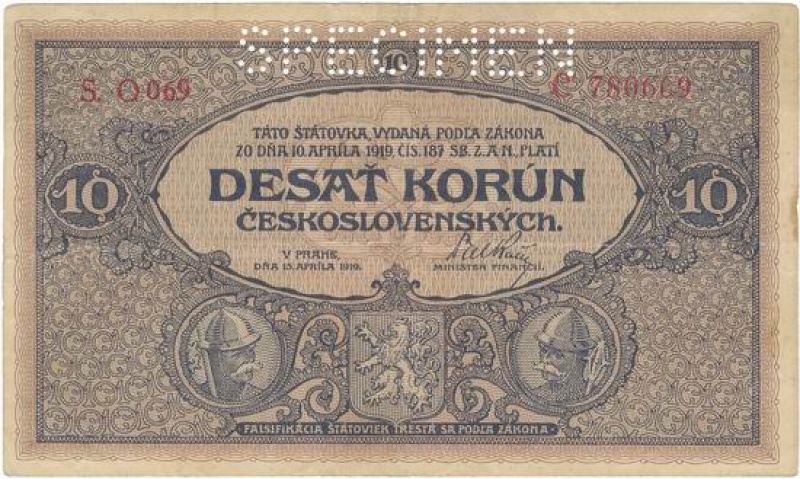 SPECIMEN
10
S. O 069 C 780669
TÁTO ŠTÁTOVKA, VYDANÁ PODĽA ZÁKONA
ZO DŇA 10. APRÍLA 1919, ČÍS. 187 SB. Z. A N., PLATÍ
10 DESAŤ KORÚN 10
ČESKOSLOVENSKÝCH.
V PRAHE,
DŇA 15. APRÍLA 1919.
MINISTER FINANCIÍ.
FALSIFIKÁCIA ŠTÁTOVIEK TRESTÁ SA PODĽA ZÁKONA